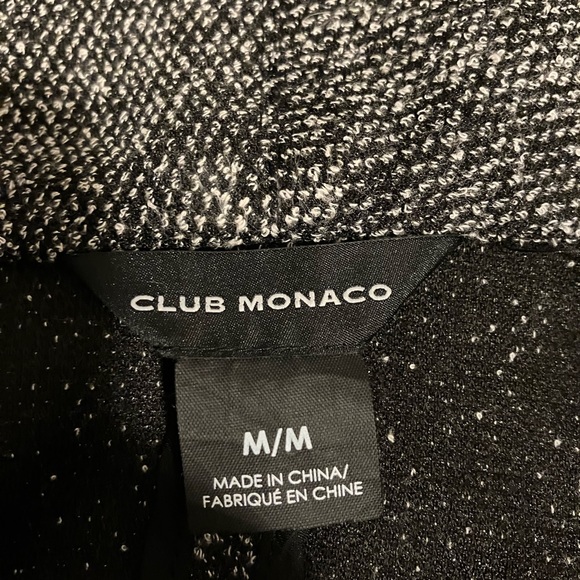 CLUB MONACO
M/M
MADE IN CHINA/
FABRIQUÉ EN CHINE